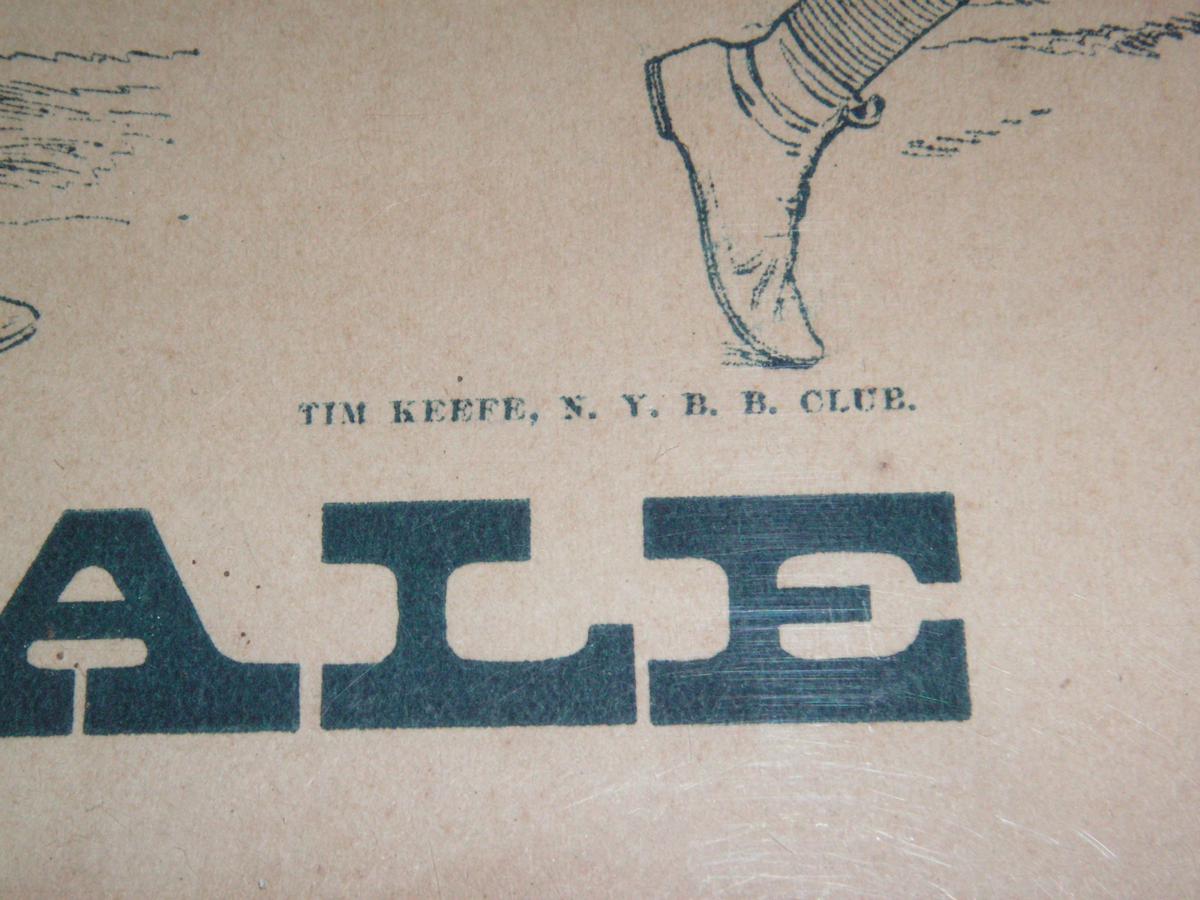 TIM KEEFE, N. Y. B. B. CLUB.
ALE